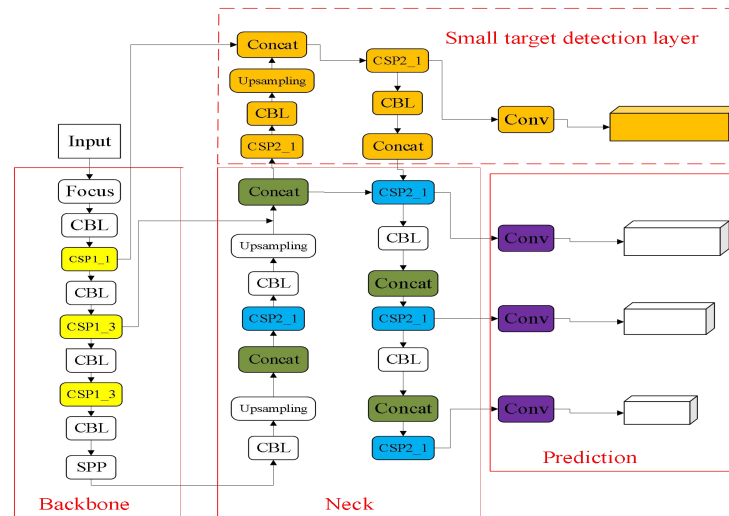 Small target detection layer
Concat
Upsampling
CBL
CSP2_1
CSP2_1
CBL
Concat
Conv
Input
Focus
CBL
CSP1_1
CBL
CSP1_3
CBL
CSP1_3
CBL
SPP
Backbone
Concat
Upsampling
CBL
CSP2_1
Concat
Upsampling
CBL
CSP2_1
CBL
Concat
CSP2_1
CBL
Concat
CSP2_1
Neck
Conv
Conv
Conv
Prediction